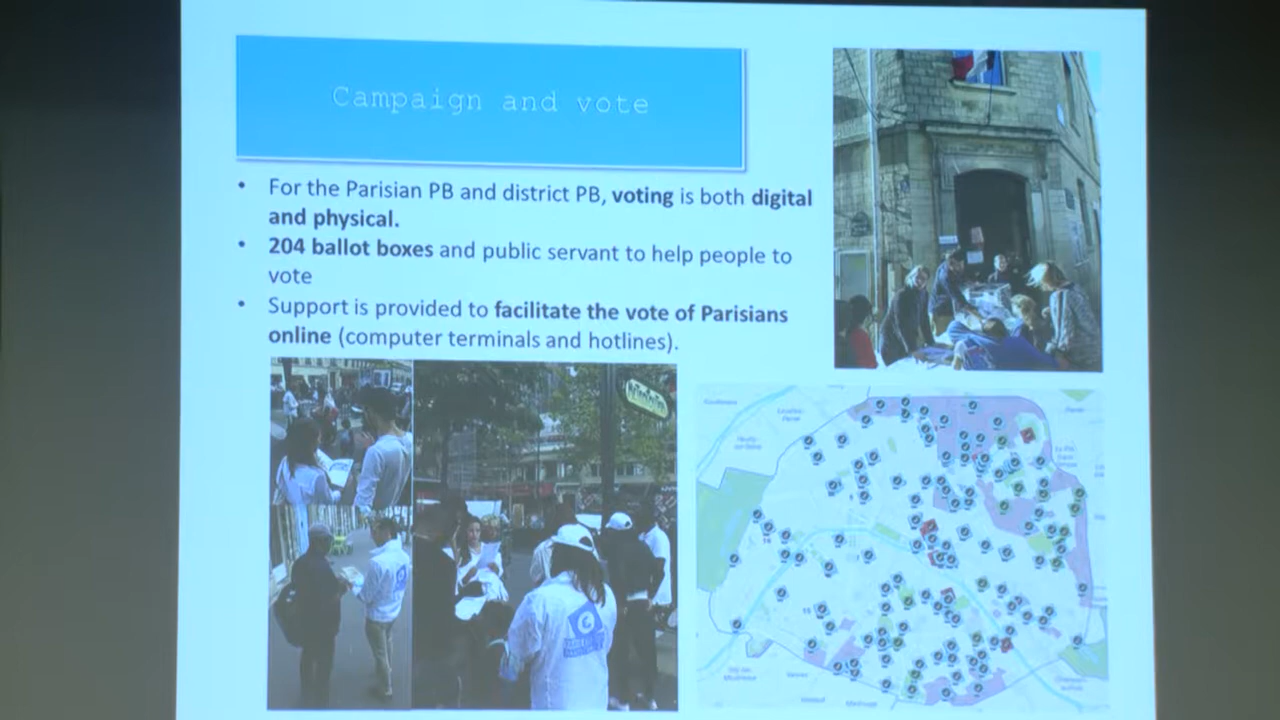 Campaign and vote
• For the Parisian PB and district PB, voting is both digital
and physical.
• 204 ballot boxes and public servant to help people to
vote
• Support is provided to facilitate the vote of Parisians
online (computer terminals and hotlines).